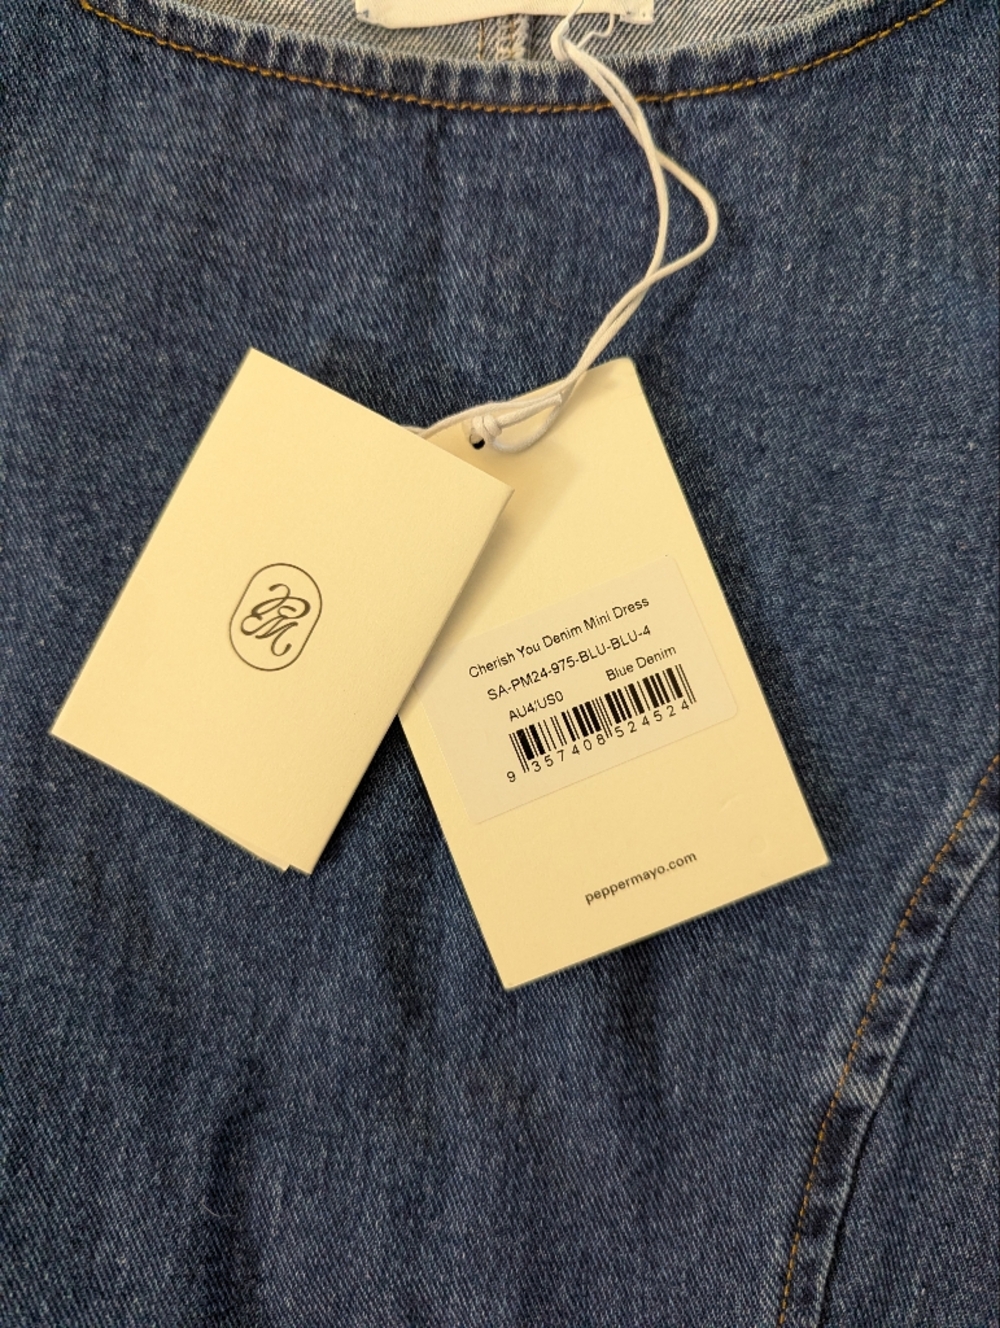 PM
Cherish You Denim Mini Dress
SA-PM24-975-BLU-BLU-4
AU4/US0 Blue Denim
9 357408 524524
peppermayo.com